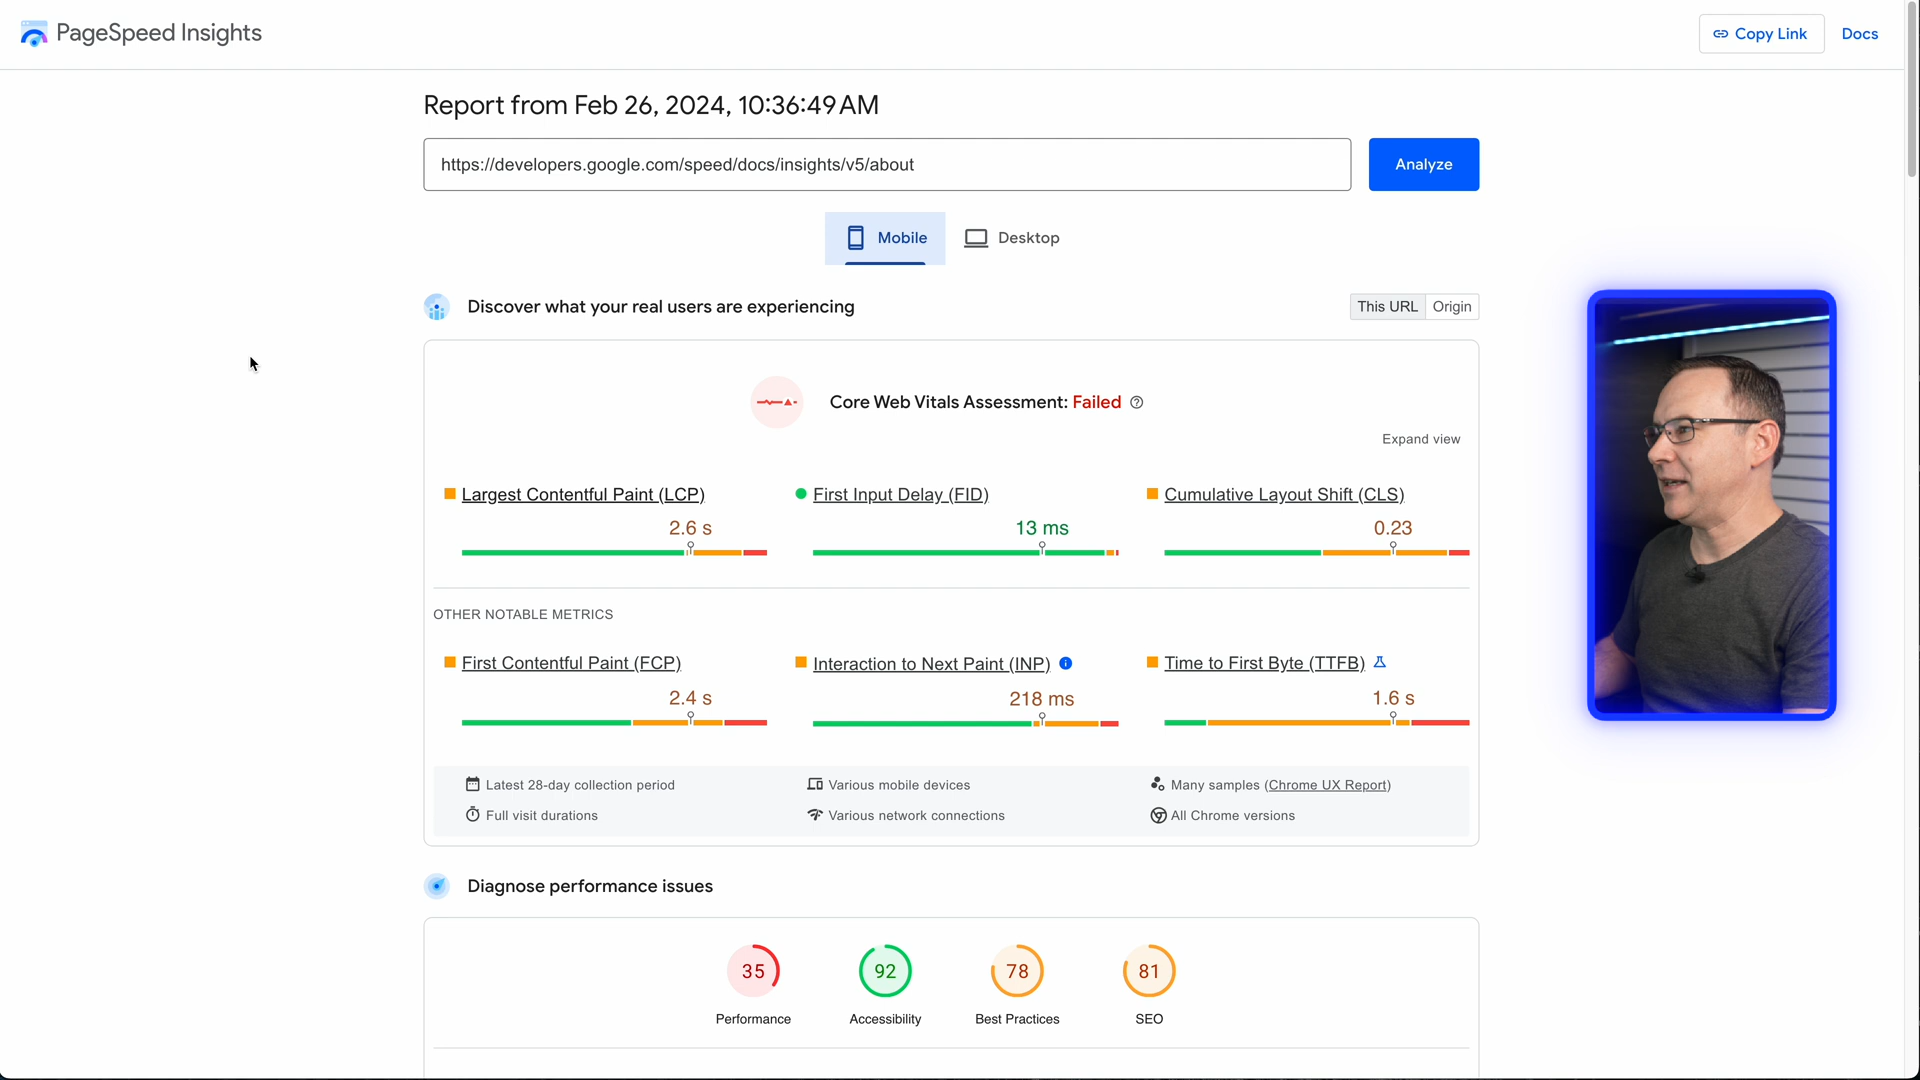 PageSpeed Insights
Copy Link
Docs
Report from Feb 26, 2024, 10:36:49 AM
https://developers.google.com/speed/docs/insights/v5/about
Analyze
Mobile
Desktop
Discover what your real users are experiencing
This URL
Origin
Core Web Vitals Assessment: Failed
Expand view
Largest Contentful Paint (LCP)
2.6 s
First Input Delay (FID)
13 ms
Cumulative Layout Shift (CLS)
0.23
OTHER NOTABLE METRICS
First Contentful Paint (FCP)
2.4 s
Interaction to Next Paint (INP)
218 ms
Time to First Byte (TTFB)
1.6 s
Latest 28-day collection period
Various mobile devices
Many samples (Chrome UX Report)
Full visit durations
Various network connections
All Chrome versions
Diagnose performance issues
35
Performance
92
Accessibility
78
Best Practices
81
SEO